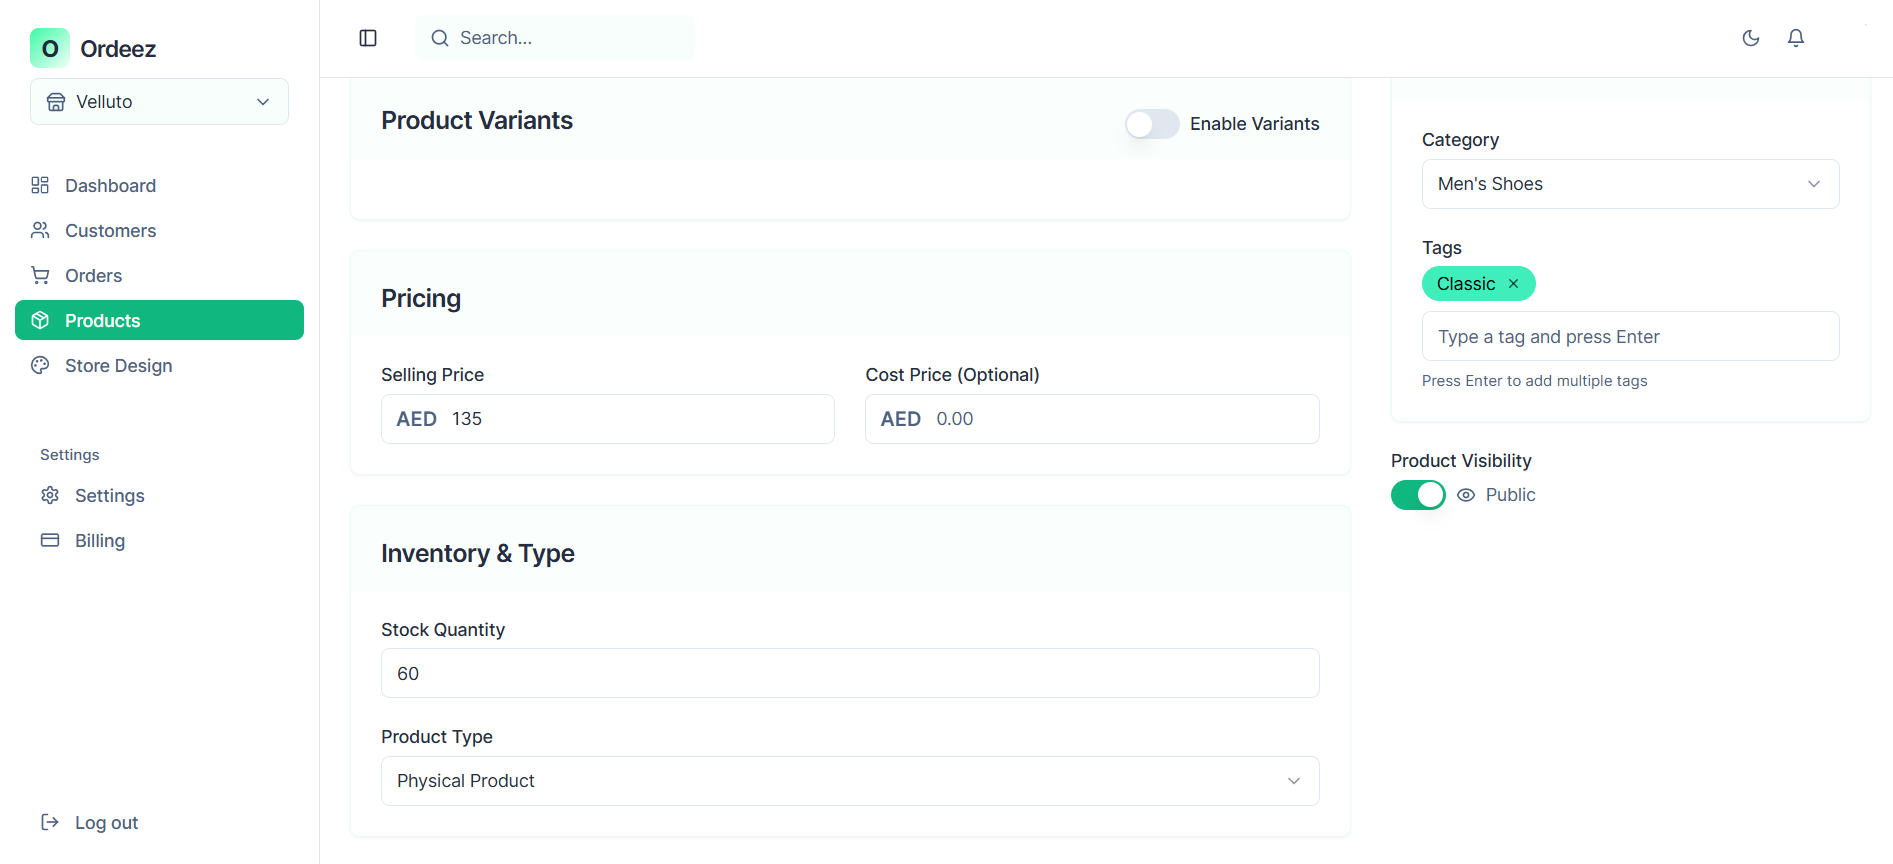 O Ordeez
Velluto
Dashboard
Customers
Orders
Products
Store Design
Settings
Settings
Billing
Log out
Search...
Product Variants
Enable Variants
Pricing
Selling Price
AED 135
Cost Price (Optional)
AED 0.00
Inventory & Type
Stock Quantity
60
Product Type
Physical Product
Category
Men's Shoes
Tags
Classic ×
Type a tag and press Enter
Press Enter to add multiple tags
Product Visibility
Public